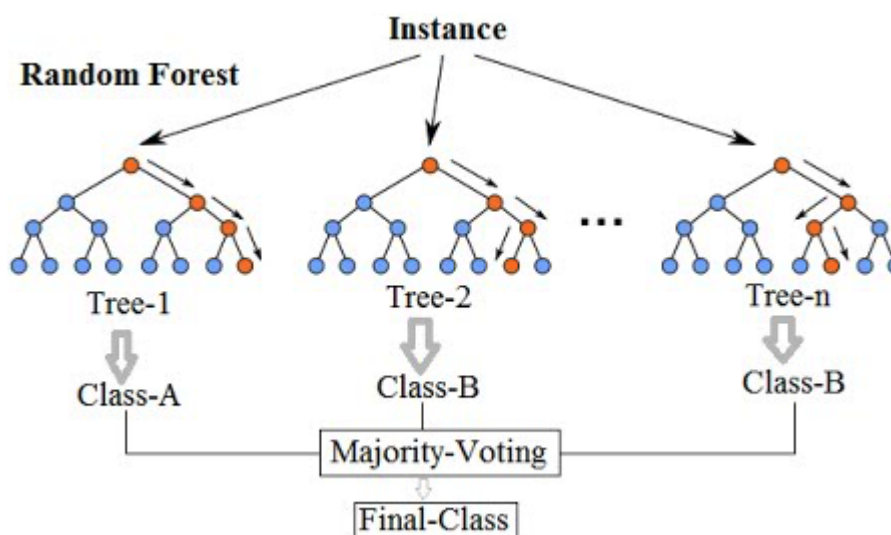 Instance
Random Forest
...
Tree-1
Tree-2
Tree-n
Class-A
Class-B
Class-B
Majority-Voting
Final-Class